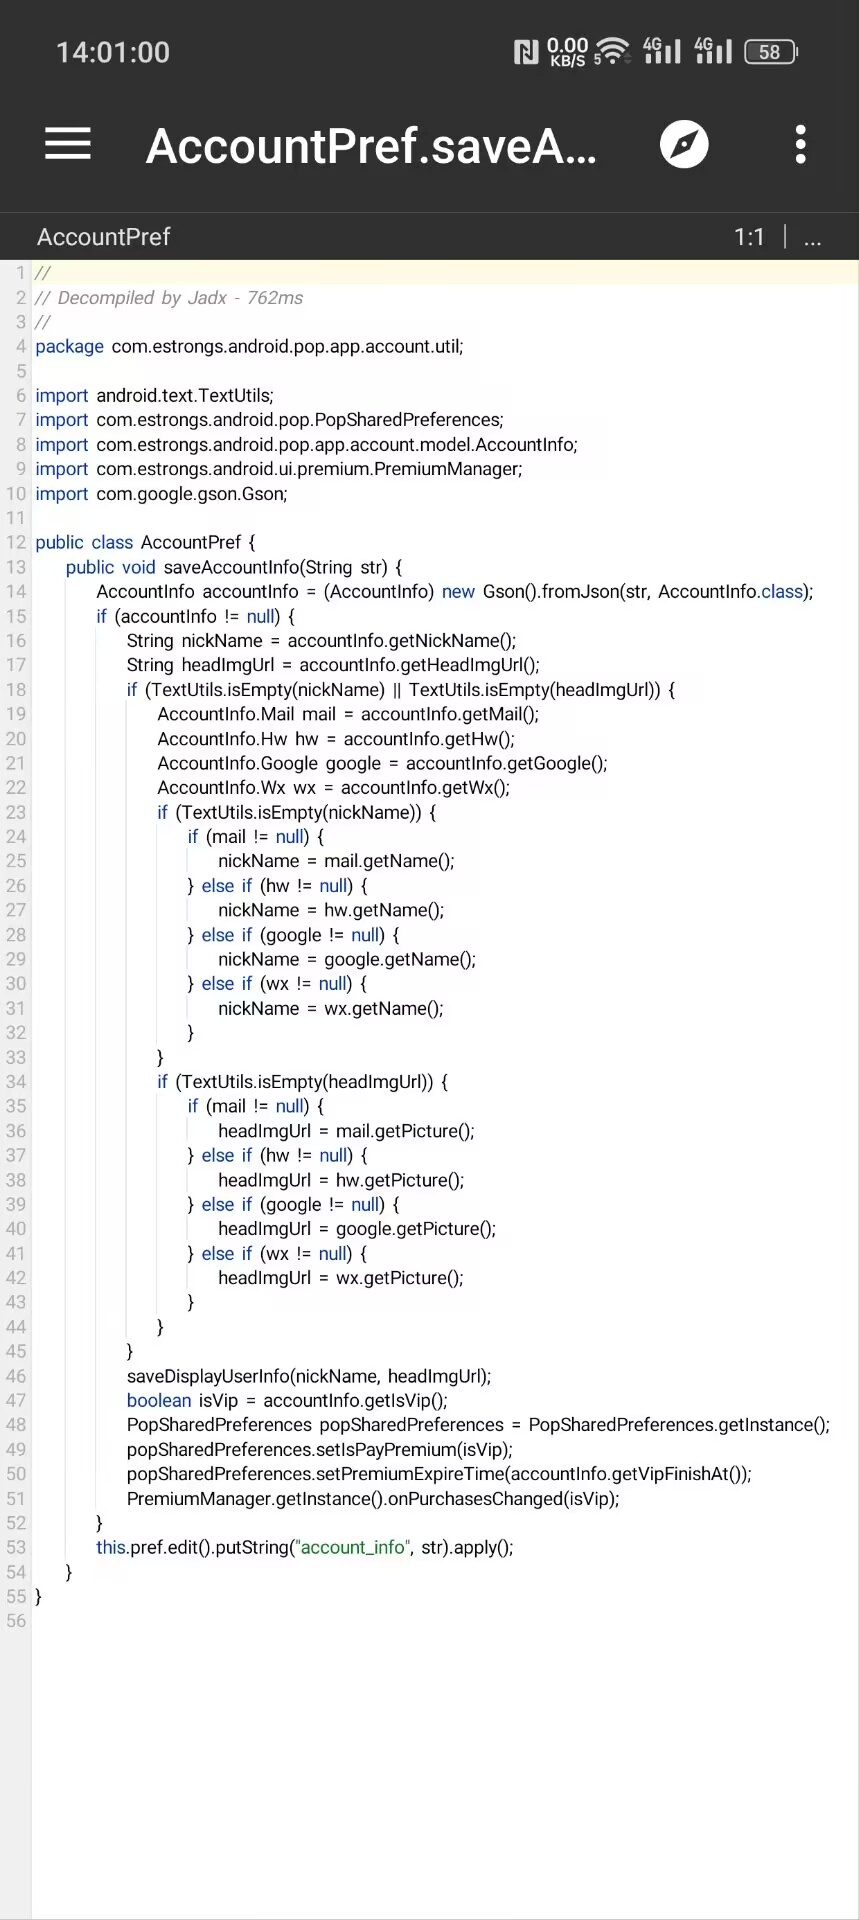 14:01:00
0.00 KB/S 5 4G 4G 58
AccountPref.saveA...
AccountPref 1:1 | ...
1 //
2 // Decompiled by Jadx - 762ms
3 //
4 package com.estrongs.android.pop.app.account.util;
5
6 import android.text.TextUtils;
7 import com.estrongs.android.pop.PopSharedPreferences;
8 import com.estrongs.android.pop.app.account.model.AccountInfo;
9 import com.estrongs.android.ui.premium.PremiumManager;
10 import com.google.gson.Gson;
11
12 public class AccountPref {
13 public void saveAccountInfo(String str) {
14 AccountInfo accountInfo = (AccountInfo) new Gson().fromJson(str, AccountInfo.class);
15 if (accountInfo != null) {
16 String nickName = accountInfo.getNickName();
17 String headImgUrl = accountInfo.getHeadImgUrl();
18 if (TextUtils.isEmpty(nickName) || TextUtils.isEmpty(headImgUrl)) {
19 AccountInfo.Mail mail = accountInfo.getMail();
20 AccountInfo.Hw hw = accountInfo.getHw();
21 AccountInfo.Google google = accountInfo.getGoogle();
22 AccountInfo.Wx wx = accountInfo.getWx();
23 if (TextUtils.isEmpty(nickName)) {
24 if (mail != null) {
25 nickName = mail.getName();
26 } else if (hw != null) {
27 nickName = hw.getName();
28 } else if (google != null) {
29 nickName = google.getName();
30 } else if (wx != null) {
31 nickName = wx.getName();
32 }
33 }
34 if (TextUtils.isEmpty(headImgUrl)) {
35 if (mail != null) {
36 headImgUrl = mail.getPicture();
37 } else if (hw != null) {
38 headImgUrl = hw.getPicture();
39 } else if (google != null) {
40 headImgUrl = google.getPicture();
41 } else if (wx != null) {
42 headImgUrl = wx.getPicture();
43 }
44 }
45 }
46 saveDisplayUserInfo(nickName, headImgUrl);
47 boolean isVip = accountInfo.getIsVip();
48 PopSharedPreferences popSharedPreferences = PopSharedPreferences.getInstance();
49 popSharedPreferences.setIsPayPremium(isVip);
50 popSharedPreferences.setPremiumExpireTime(accountInfo.getVipFinishAt());
51 PremiumManager.getInstance().onPurchasesChanged(isVip);
52 }
53 this.pref.edit().putString("account_info", str).apply();
54 }
55 }
56